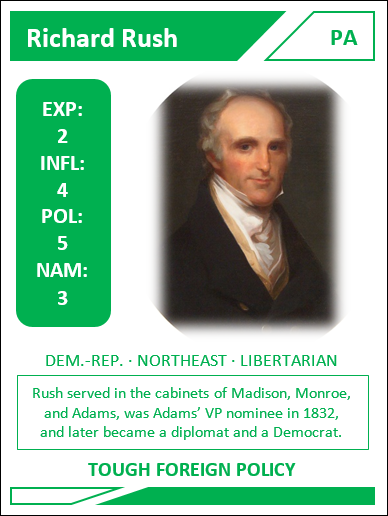 Richard Rush
PA
EXP:
2
INFL:
4
POL:
5
NAM:
3
DEM.-REP. · NORTHEAST · LIBERTARIAN
Rush served in the cabinets of Madison, Monroe,
and Adams, was Adams’ VP nominee in 1832,
and later became a diplomat and a Democrat.
TOUGH FOREIGN POLICY